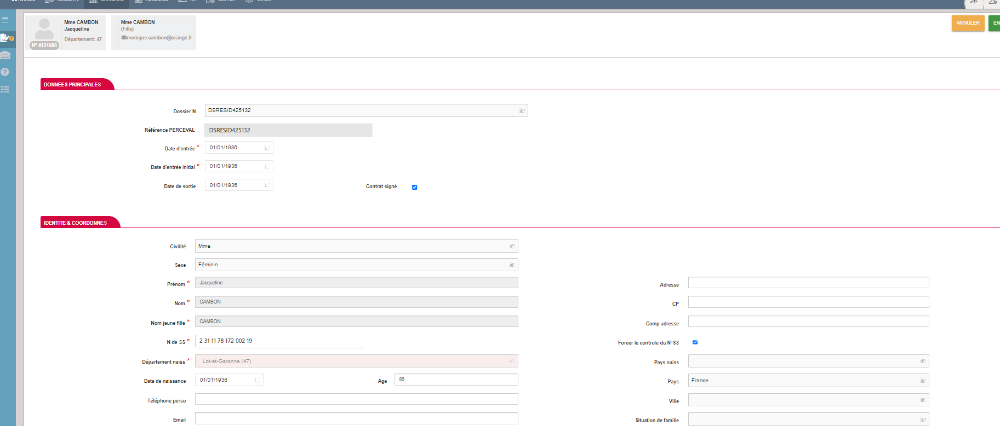 Mme CAMBON
Jacqueline
Département: 47
N° 4121606
Mme CAMBON
(Fille)
monique.cambon@orange.fr
ANNULER
EN
DONNEES PRINCIPALES
Dossier N DSRESID425132
Référence PERCEVAL DSRESID425132
Date d'entrée * 01/01/1936
Date d'entrée initial * 01/01/1936
Date de sortie 01/01/1936 Contrat signé
IDENTITE & COORDONNES
Civilité Mme
Sexe Féminin
Prénom * Jacqueline Adresse
Nom * CAMBON CP
Nom jeune fille * CAMBON Comp adresse
N de SS * 2 31 11 78 172 002 19 Forcer le controle du N°SS
Département naiss * Lot-et-Garonne (47) Pays naiss
Date de naissance 01/01/1936 Age 86 Pays France
Téléphone perso Ville
Email Situation de famille